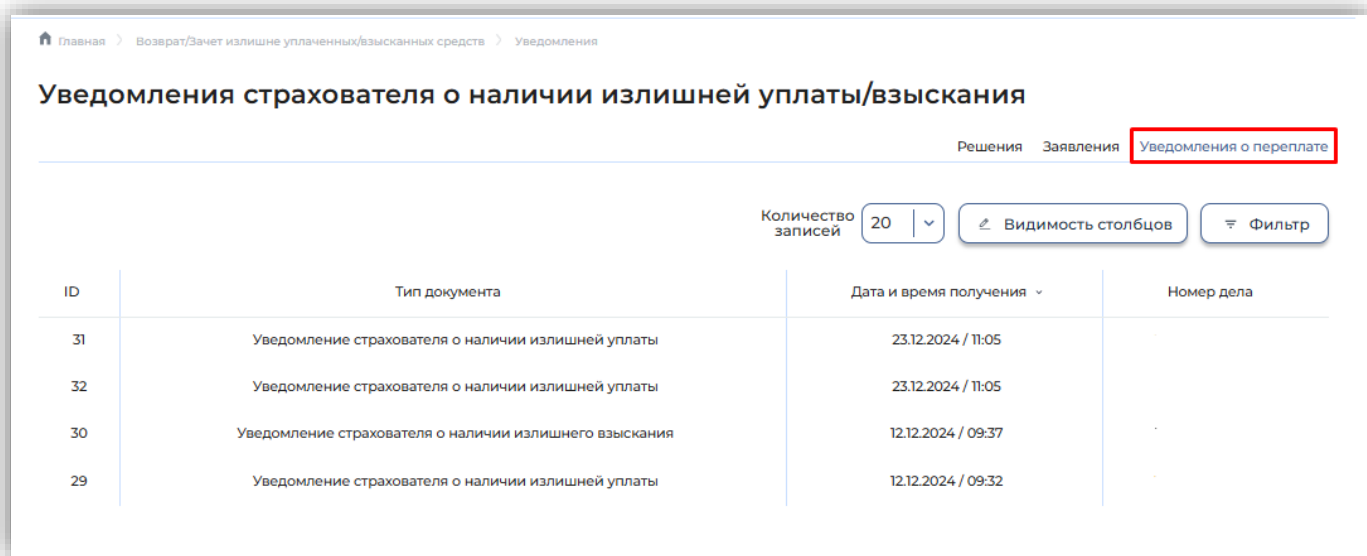 Главная > Возврат/Зачет излишне уплаченных/взысканных средств > Уведомления
Уведомления страхователя о наличии излишней уплаты/взыскания
Решения Заявления Уведомления о переплате
Количество записей 20 Видимость столбцов Фильтр
ID Тип документа Дата и время получения Номер дела
31 Уведомление страхователя о наличии излишней уплаты 23.12.2024 / 11:05
32 Уведомление страхователя о наличии излишней уплаты 23.12.2024 / 11:05
30 Уведомление страхователя о наличии излишнего взыскания 12.12.2024 / 09:37
29 Уведомление страхователя о наличии излишней уплаты 12.12.2024 / 09:32